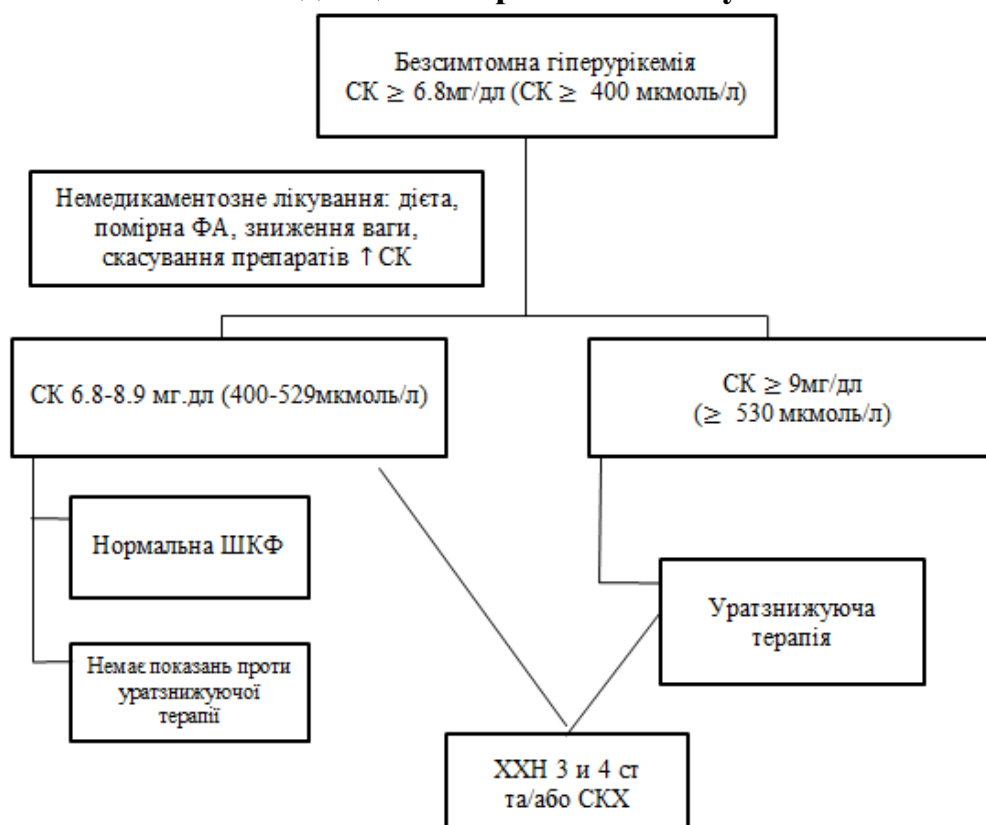 Безсимтомна гіперурікемія
СК ≥ 6.8мг/дл (СК ≥ 400 мкмоль/л)
Немедикаментозне лікування: дієта,
помірна ФА, зниження ваги,
скасування препаратів ↑ СК
СК 6.8-8.9 мг.дл (400-529мкмоль/л)
СК ≥ 9мг/дл
(≥ 530 мкмоль/л)
Нормальна ШКФ
Уратзнижуюча
терапія
Немає показань проти
уратзнижуючої
терапії
ХХН 3 и 4 ст
та/або СКХ